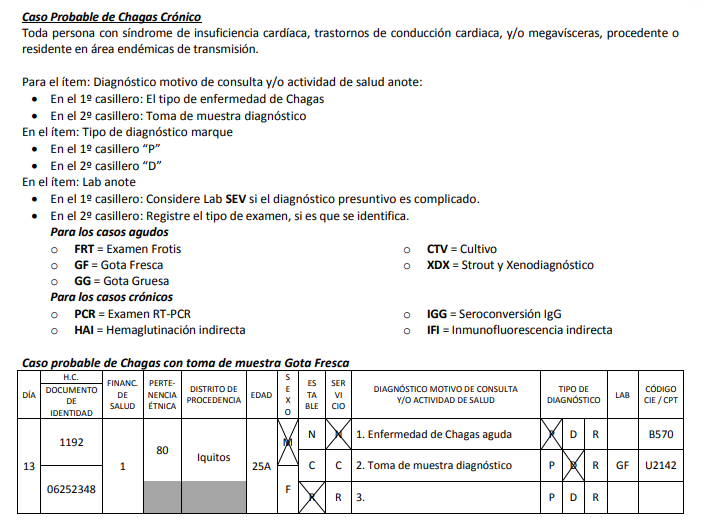 Caso Probable de Chagas Crónico
Toda persona con síndrome de insuficiencia cardíaca, trastornos de conducción cardiaca, y/o megavísceras, procedente o
residente en área endémicas de transmisión.
Para el ítem: Diagnóstico motivo de consulta y/o actividad de salud anote:
• En el 1º casillero: El tipo de enfermedad de Chagas
• En el 2º casillero: Toma de muestra diagnóstico
En el ítem: Tipo de diagnóstico marque
• En el 1º casillero “P”
• En el 2º casillero “D”
En el ítem: Lab anote
• En el 1º casillero: Considere Lab SEV si el diagnóstico presuntivo es complicado.
• En el 2º casillero: Registre el tipo de examen, si es que se identifica.
Para los casos agudos
o FRT = Examen Frotis
o CTV = Cultivo
o GF = Gota Fresca
o XDX = Strout y Xenodiagnóstico
o GG = Gota Gruesa
Para los casos crónicos
o PCR = Examen RT-PCR
o IGG = Seroconversión IgG
o HAI = Hemaglutinación indirecta
o IFI = Inmunofluorescencia indirecta
Caso probable de Chagas con toma de muestra Gota Fresca
DÍA
H.C.
DOCUMENTO
DE
IDENTIDAD
FINANC.
DE
SALUD
PERTE-
NENCIA
ÉTNICA
DISTRITO DE
PROCEDENCIA
EDAD
S
E
X
O
ES
TA
BLE
SER
VI
CIO
DIAGNÓSTICO MOTIVO DE CONSULTA
Y/O ACTIVIDAD DE SALUD
TIPO DE
DIAGNÓSTICO
LAB
CÓDIGO
CIE / CPT
13
1192
06252348
1
80
Iquitos
25A
M
F
N N 1. Enfermedad de Chagas aguda P D R B570
C C 2. Toma de muestra diagnóstico P D R GF U2142
R R 3. P D R